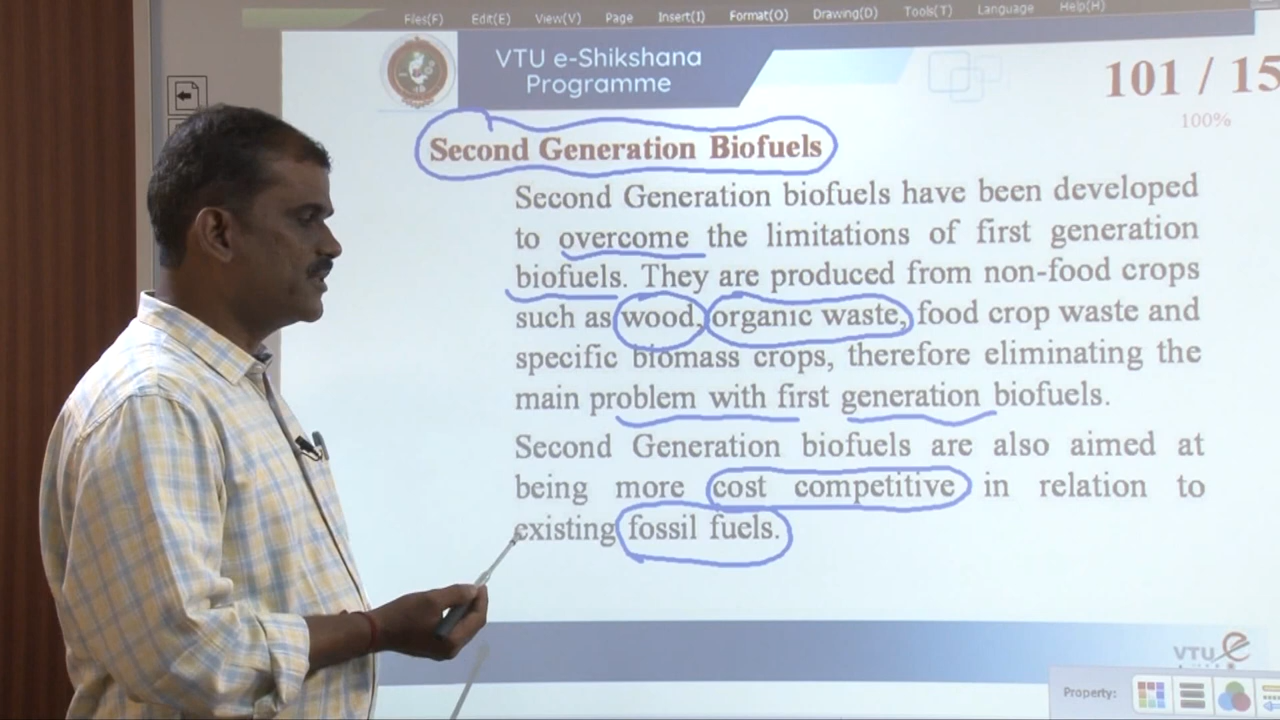 Files(F) Edit(E) View(V) Page Insert(I) Format(O) Drawing(D) Tools(T) Language Help(H)
VTU e-Shikshana
Programme
101 / 15
100%
Second Generation Biofuels
Second Generation biofuels have been developed
to overcome the limitations of first generation
biofuels. They are produced from non-food crops
such as wood, organic waste, food crop waste and
specific biomass crops, therefore eliminating the
main problem with first generation biofuels.
Second Generation biofuels are also aimed at
being more cost competitive in relation to
existing fossil fuels.
VTU e
Property: